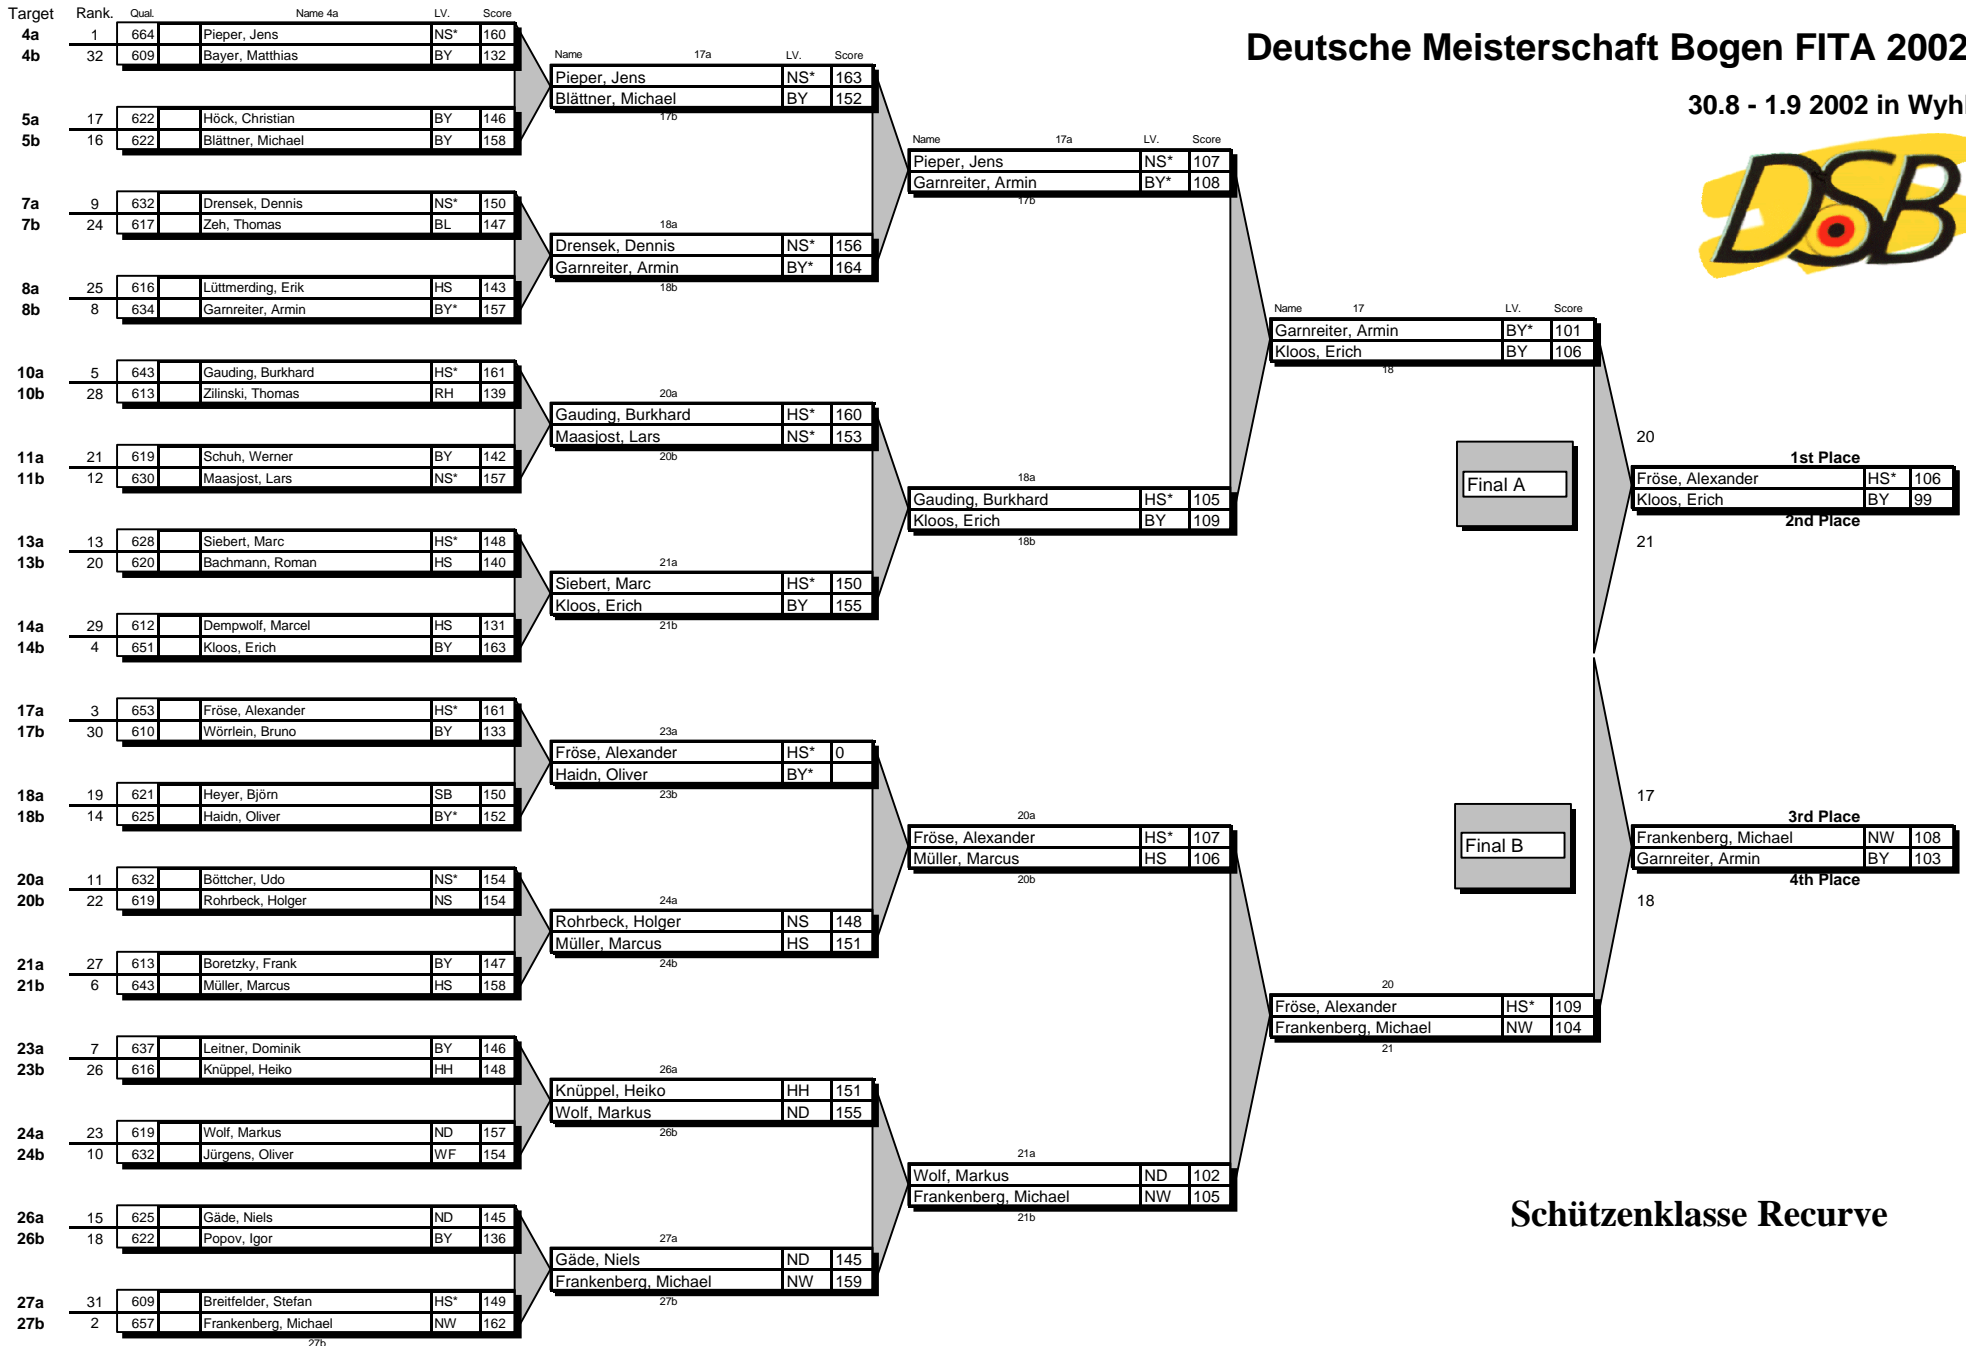 Deutsche Meisterschaft Bogen FITA 2002
30.8 - 1.9 2002 in Wyhl
DSB
Target Rank. Qual. Name 4a LV. Score
4a 1 664 Pieper, Jens NS* 160
4b 32 609 Bayer, Matthias BY 132
5a 17 622 Höck, Christian BY 146
5b 16 622 Blättner, Michael BY 158
7a 9 632 Drensek, Dennis NS* 150
7b 24 617 Zeh, Thomas BL 147
8a 25 616 Lüttmerding, Erik HS 143
8b 8 634 Garnreiter, Armin BY* 157
10a 5 643 Gauding, Burkhard HS* 161
10b 28 613 Zilinski, Thomas RH 139
11a 21 619 Schuh, Werner BY 142
11b 12 630 Maasjost, Lars NS* 157
13a 13 628 Siebert, Marc HS* 148
13b 20 620 Bachmann, Roman HS 140
14a 29 612 Dempwolf, Marcel HS 131
14b 4 651 Kloos, Erich BY 163
17a 3 653 Fröse, Alexander HS* 161
17b 30 610 Wörrlein, Bruno BY 133
18a 19 621 Heyer, Björn SB 150
18b 14 625 Haidn, Oliver BY* 152
20a 11 632 Böttcher, Udo NS* 154
20b 22 619 Rohrbeck, Holger NS 154
21a 27 613 Boretzky, Frank BY 147
21b 6 643 Müller, Marcus HS 158
23a 7 637 Leitner, Dominik BY 146
23b 26 616 Knüppel, Heiko HH 148
24a 23 619 Wolf, Markus ND 157
24b 10 632 Jürgens, Oliver WF 154
26a 15 625 Gäde, Niels ND 145
26b 18 622 Popov, Igor BY 136
27a 31 609 Breitfelder, Stefan HS* 149
27b 2 657 Frankenberg, Michael NW 162
27b
Name 17a LV. Score
Pieper, Jens NS* 163
Blättner, Michael BY 152
17b
18a
Drensek, Dennis NS* 156
Garnreiter, Armin BY* 164
18b
20a
Gauding, Burkhard HS* 160
Maasjost, Lars NS* 153
20b
21a
Siebert, Marc HS* 150
Kloos, Erich BY 155
21b
23a
Fröse, Alexander HS* 0
Haidn, Oliver BY*
23b
24a
Rohrbeck, Holger NS 148
Müller, Marcus HS 151
24b
26a
Knüppel, Heiko HH 151
Wolf, Markus ND 155
26b
27a
Gäde, Niels ND 145
Frankenberg, Michael NW 159
27b
Name 17a LV. Score
Pieper, Jens NS* 107
Garnreiter, Armin BY* 108
17b
18a
Gauding, Burkhard HS* 105
Kloos, Erich BY 109
18b
20a
Fröse, Alexander HS* 107
Müller, Marcus HS 106
20b
21a
Wolf, Markus ND 102
Frankenberg, Michael NW 105
21b
Name 17 LV. Score
Garnreiter, Armin BY* 101
Kloos, Erich BY 106
18
20
Fröse, Alexander HS* 109
Frankenberg, Michael NW 104
21
Final A
20
1st Place
Fröse, Alexander HS* 106
Kloos, Erich BY 99
2nd Place
21
Final B
17
3rd Place
Frankenberg, Michael NW 108
Garnreiter, Armin BY 103
4th Place
18
Schützenklasse Recurve